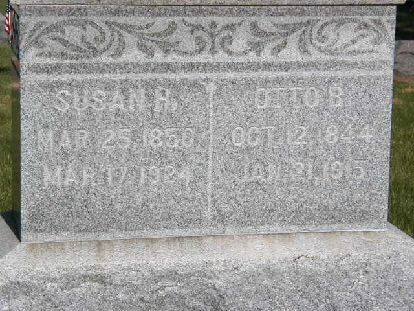 SUSAN H.
MAR. 25, 1850
MAR. 17, 1924
OTTO B.
OCT. 12, 1844
JAN. 21, 1915